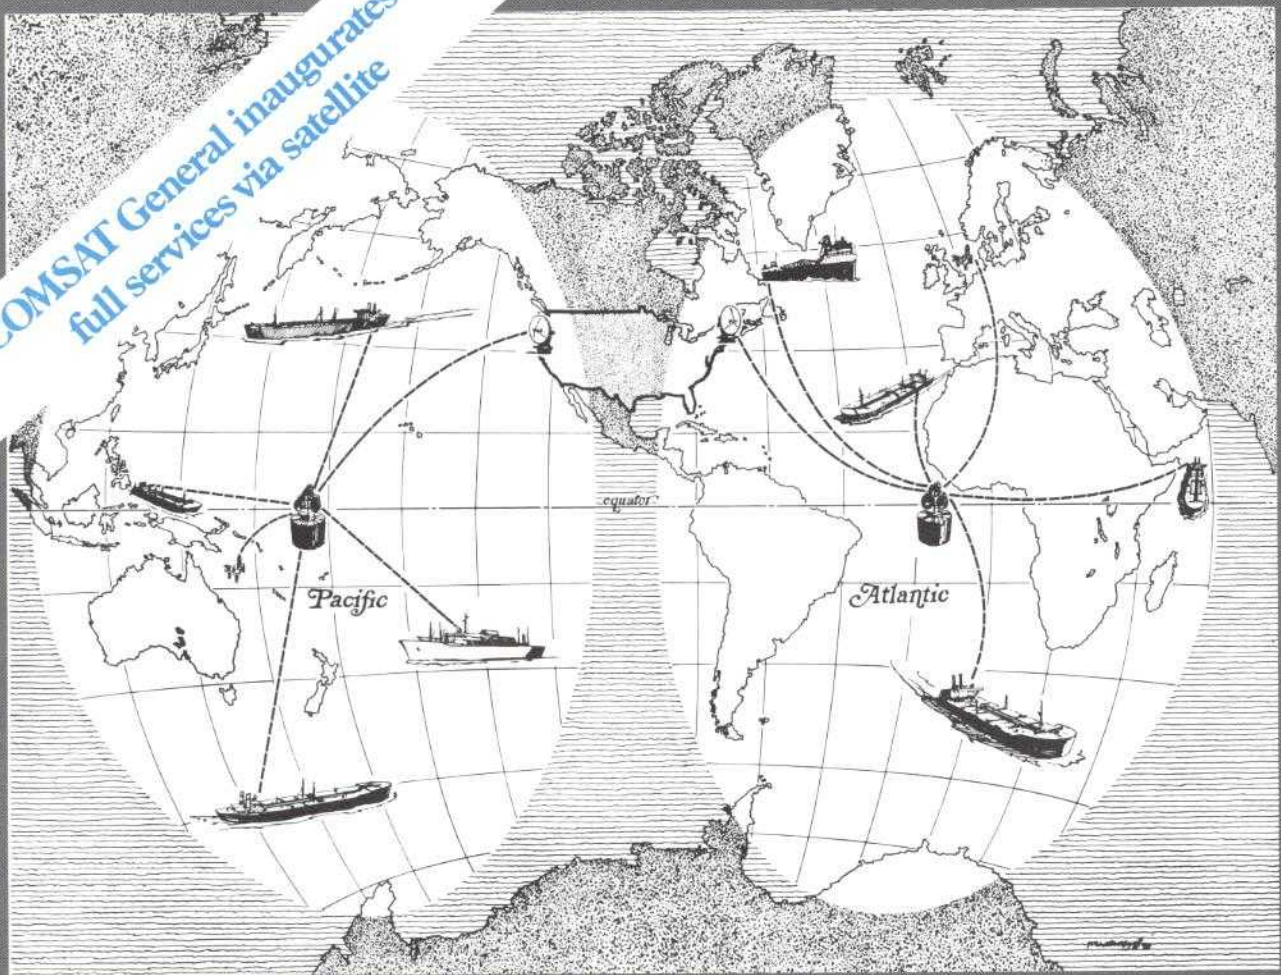 COMSAT General inaugurates
full services via satellite
equator
Pacific
Atlantic